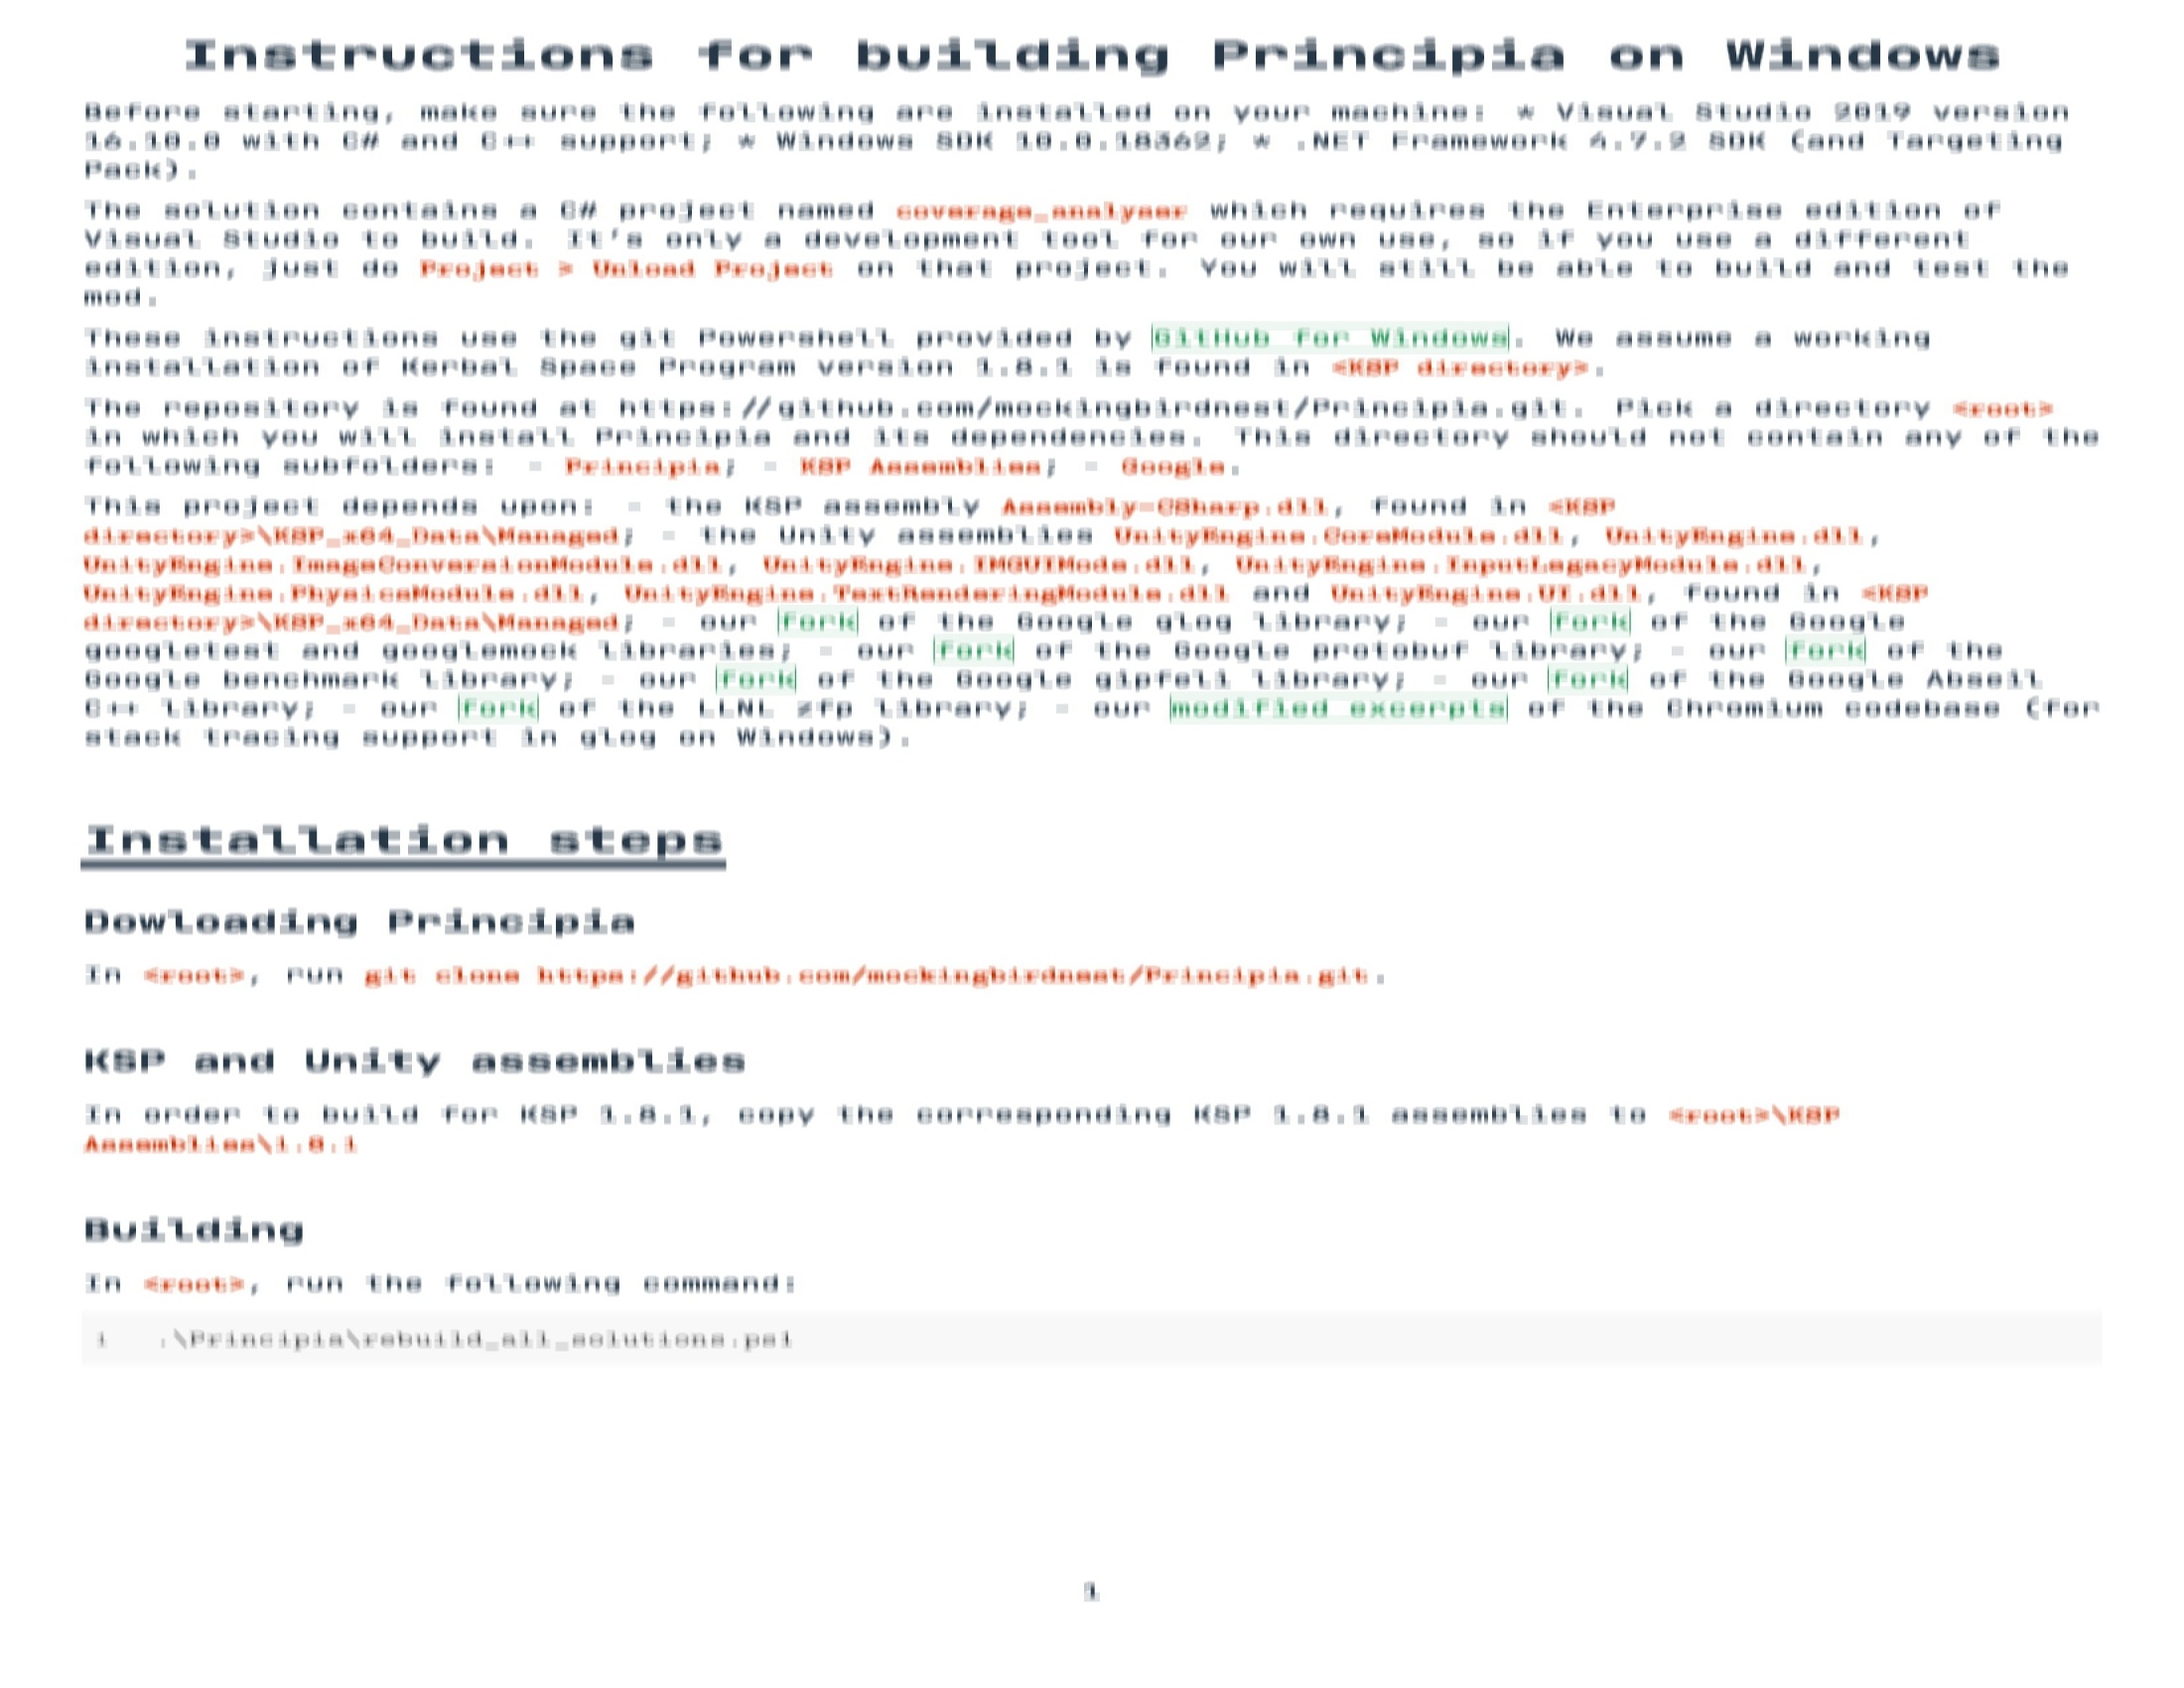 Instructions for building Principia on Windows
Before starting, make sure the following are installed on your machine: * Visual Studio 2019 version
16.10.0 with C# and C++ support; * Windows SDK 10.0.18362; * .NET Framework 4.7.2 SDK (and Targeting
Pack).
The solution contains a C# project named coverage_analyser which requires the Enterprise edition of
Visual Studio to build. It's only a development tool for our own use, so if you use a different
edition, just do Project > Unload Project on that project. You will still be able to build and test the
mod.
These instructions use the git Powershell provided by GitHub for Windows. We assume a working
installation of Kerbal Space Program version 1.8.1 is found in <KSP directory>.
The repository is found at https://github.com/mockingbirdnest/Principia.git. Pick a directory <root>
in which you will install Principia and its dependencies. This directory should not contain any of the
following subfolders: - Principia; - KSP Assemblies; - Google.
This project depends upon: - the KSP assembly Assembly-CSharp.dll, found in <KSP
directory>\KSP_x64_Data\Managed; - the Unity assemblies UnityEngine.CoreModule.dll, UnityEngine.dll,
UnityEngine.ImageConversionModule.dll, UnityEngine.IMGUIMode.dll, UnityEngine.InputLegacyModule.dll,
UnityEngine.PhysicsModule.dll, UnityEngine.TextRenderingModule.dll and UnityEngine.UI.dll, found in <KSP
directory>\KSP_x64_Data\Managed; - our fork of the Google glog library; - our fork of the Google
googletest and googlemock libraries; - our fork of the Google protobuf library; - our fork of the
Google benchmark library; - our fork of the Google gipfeli library; - our fork of the Google Abseil
C++ library; - our fork of the LLNL zfp library; - our modified excerpts of the Chromium codebase (for
stack tracing support in glog on Windows).
Installation steps
Dowloading Principia
In <root>, run git clone https://github.com/mockingbirdnest/Principia.git.
KSP and Unity assemblies
In order to build for KSP 1.8.1, copy the corresponding KSP 1.8.1 assemblies to <root>\KSP
Assemblies\1.8.1
Building
In <root>, run the following command:
1 .\Principia\rebuild_all_solutions.ps1
1